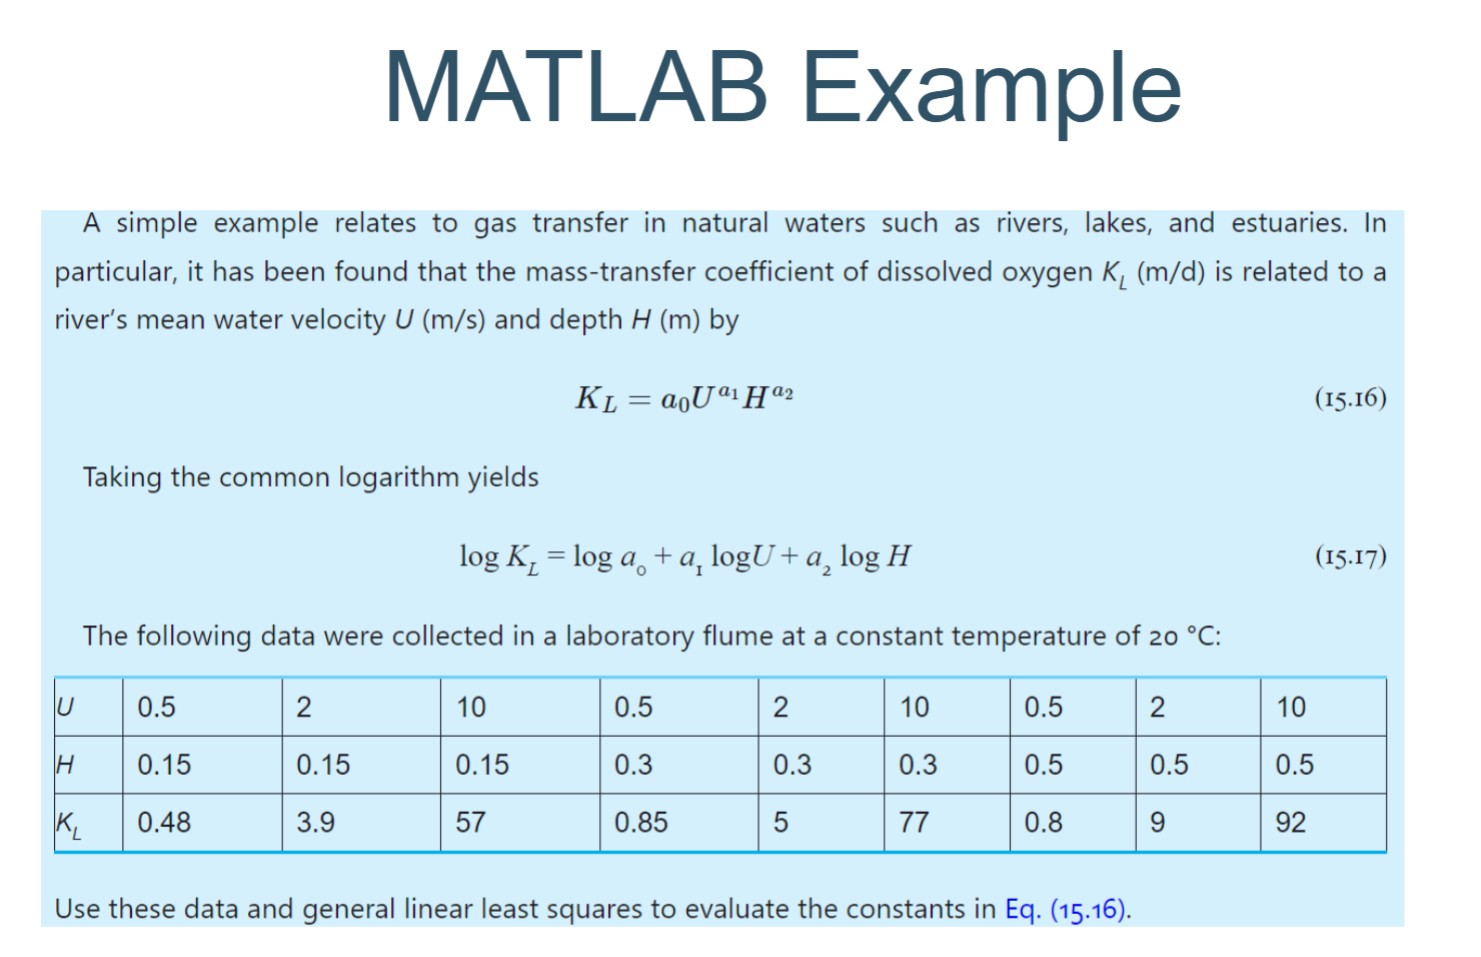 MATLAB Example
A simple example relates to gas transfer in natural waters such as rivers, lakes, and estuaries. In
particular, it has been found that the mass-transfer coefficient of dissolved oxygen K_L (m/d) is related to a
river's mean water velocity U (m/s) and depth H (m) by
K_L = a_0 U^{a_1} H^{a_2} (15.16)
Taking the common logarithm yields
log K_L = log a_0 + a_1 logU + a_2 log H (15.17)
The following data were collected in a laboratory flume at a constant temperature of 20 °C:
U 0.5 2 10 0.5 2 10 0.5 2 10
H 0.15 0.15 0.15 0.3 0.3 0.3 0.5 0.5 0.5
K_L 0.48 3.9 57 0.85 5 77 0.8 9 92
Use these data and general linear least squares to evaluate the constants in Eq. (15.16).